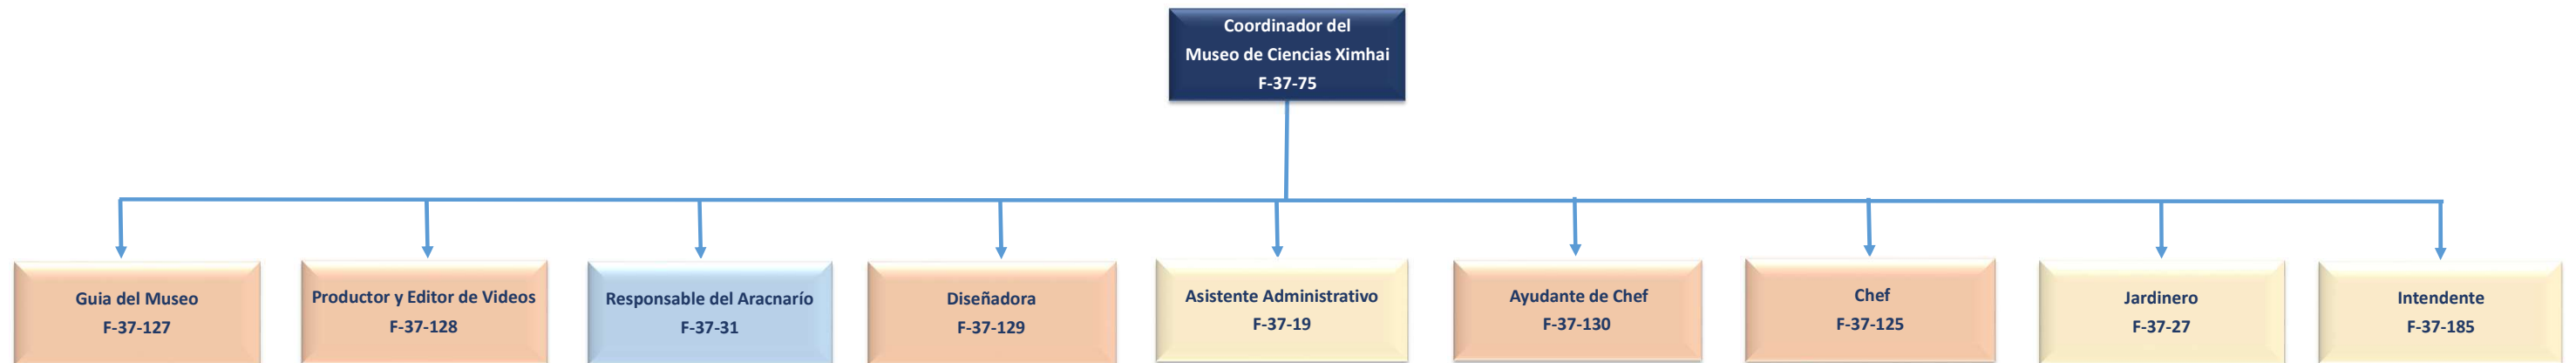 Coordinador del
Museo de Ciencias Ximhai
F-37-75
Guia del Museo
F-37-127
Productor y Editor de Videos
F-37-128
Responsable del Aracnarío
F-37-31
Diseñadora
F-37-129
Asistente Administrativo
F-37-19
Ayudante de Chef
F-37-130
Chef
F-37-125
Jardinero
F-37-27
Intendente
F-37-185